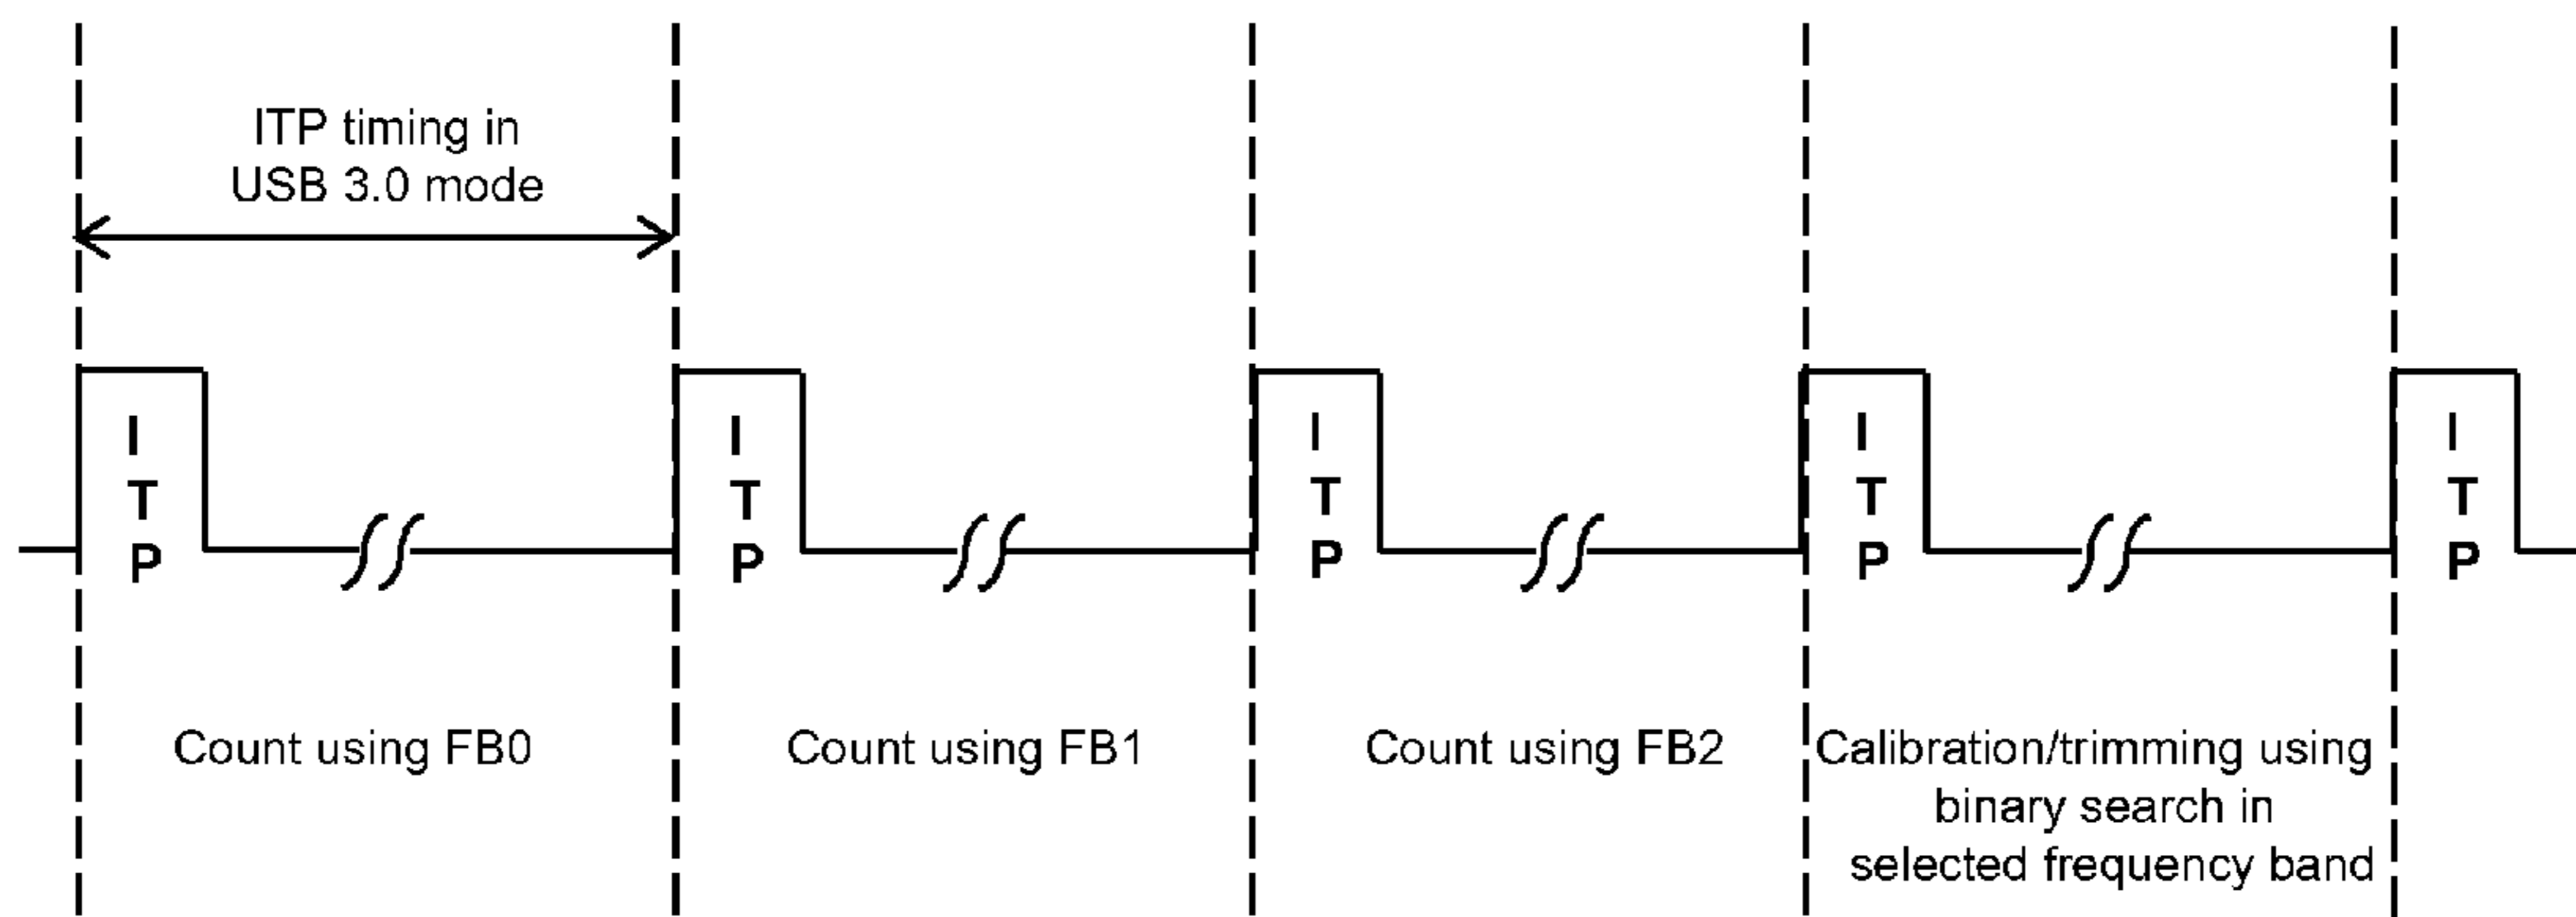 ITP timing in
USB 3.0 mode
I
T
P
I
T
P
I
T
P
I
T
P
I
T
P
Count using FB0
Count using FB1
Count using FB2
Calibration/trimming using
binary search in
selected frequency band